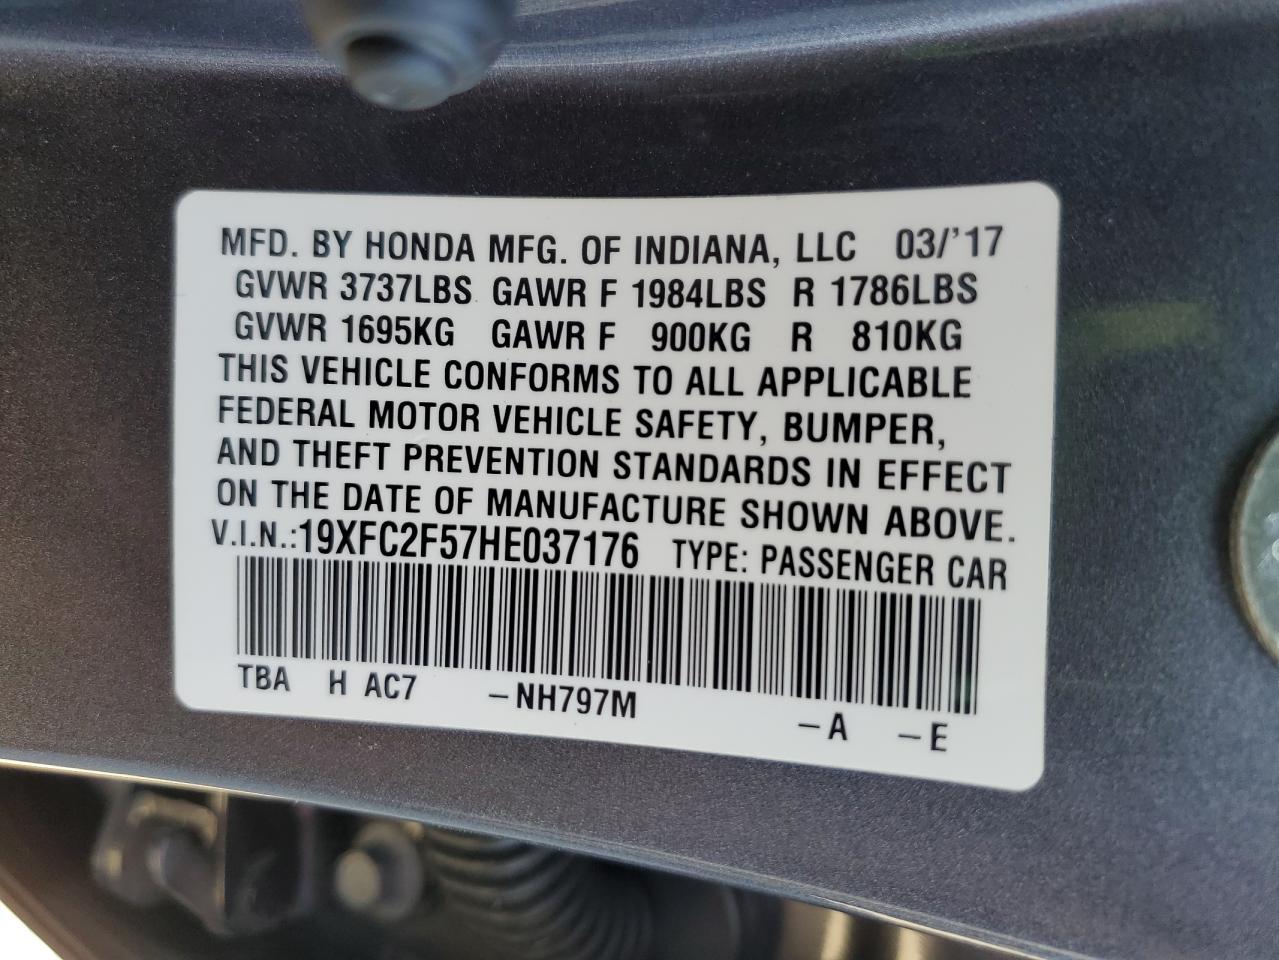 MFD. BY HONDA MFG. OF INDIANA, LLC 03/'17
GVWR 3737LBS GAWR F 1984LBS R 1786LBS
GVWR 1695KG GAWR F 900KG R 810KG
THIS VEHICLE CONFORMS TO ALL APPLICABLE
FEDERAL MOTOR VEHICLE SAFETY, BUMPER,
AND THEFT PREVENTION STANDARDS IN EFFECT
ON THE DATE OF MANUFACTURE SHOWN ABOVE.
V.I.N.:19XFC2F57HE037176 TYPE: PASSENGER CAR
TBA H AC7 –NH797M –A –E